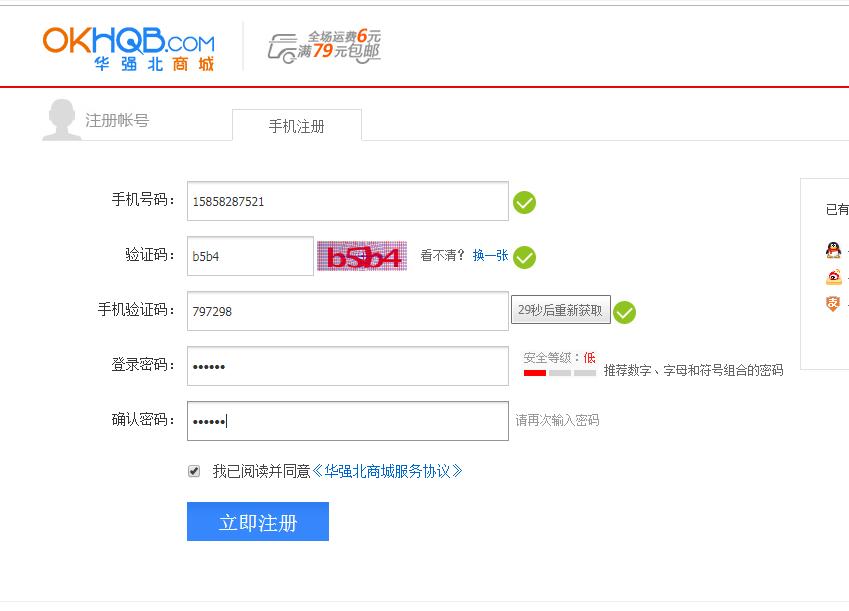 OKHQB.COM
华强北商城
全场运费6元
满79元包邮
注册帐号
手机注册
手机号码：
15858287521
已有
验证码：
b5b4
b5b4
看不清？ 换一张
手机验证码：
797298
29秒后重新获取
登录密码：
••••••
安全等级：低
推荐数字、字母和符号组合的密码
确认密码：
••••••
请再次输入密码
我已阅读并同意《华强北商城服务协议》
立即注册